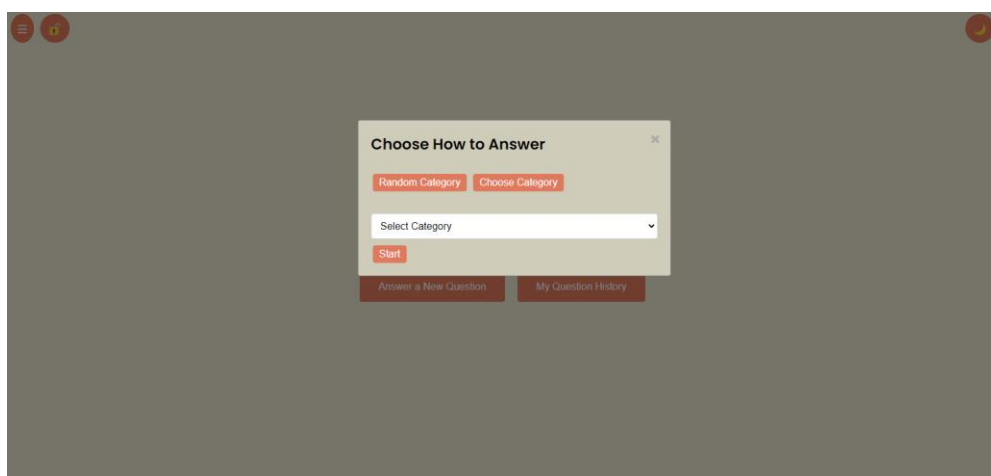 Choose How to Answer
×
Random Category Choose Category
Select Category
Start
Answer a New Question My Question History